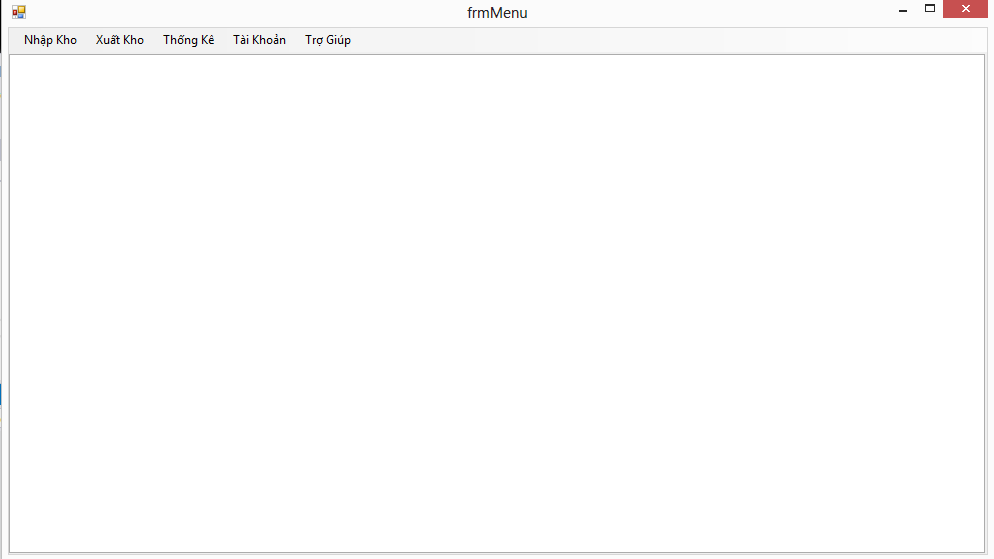 frmMenu
Nhập Kho Xuất Kho Thống Kê Tài Khoản Trợ Giúp